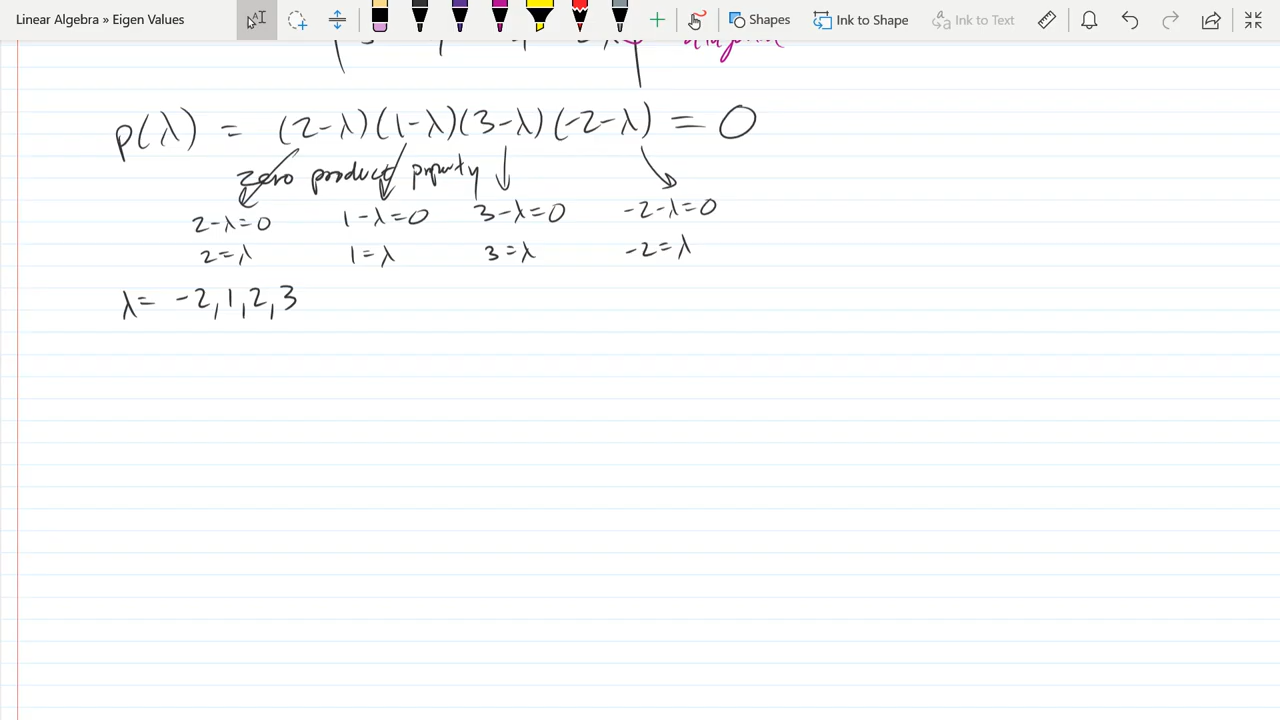 Linear Algebra » Eigen Values
Shapes
Ink to Shape
Ink to Text
p(λ) = (2-λ)(1-λ)(3-λ)(-2-λ) = 0
zero product property
2-λ=0 1-λ=0 3-λ=0 -2-λ=0
2=λ 1=λ 3=λ -2=λ
λ= -2,1,2,3